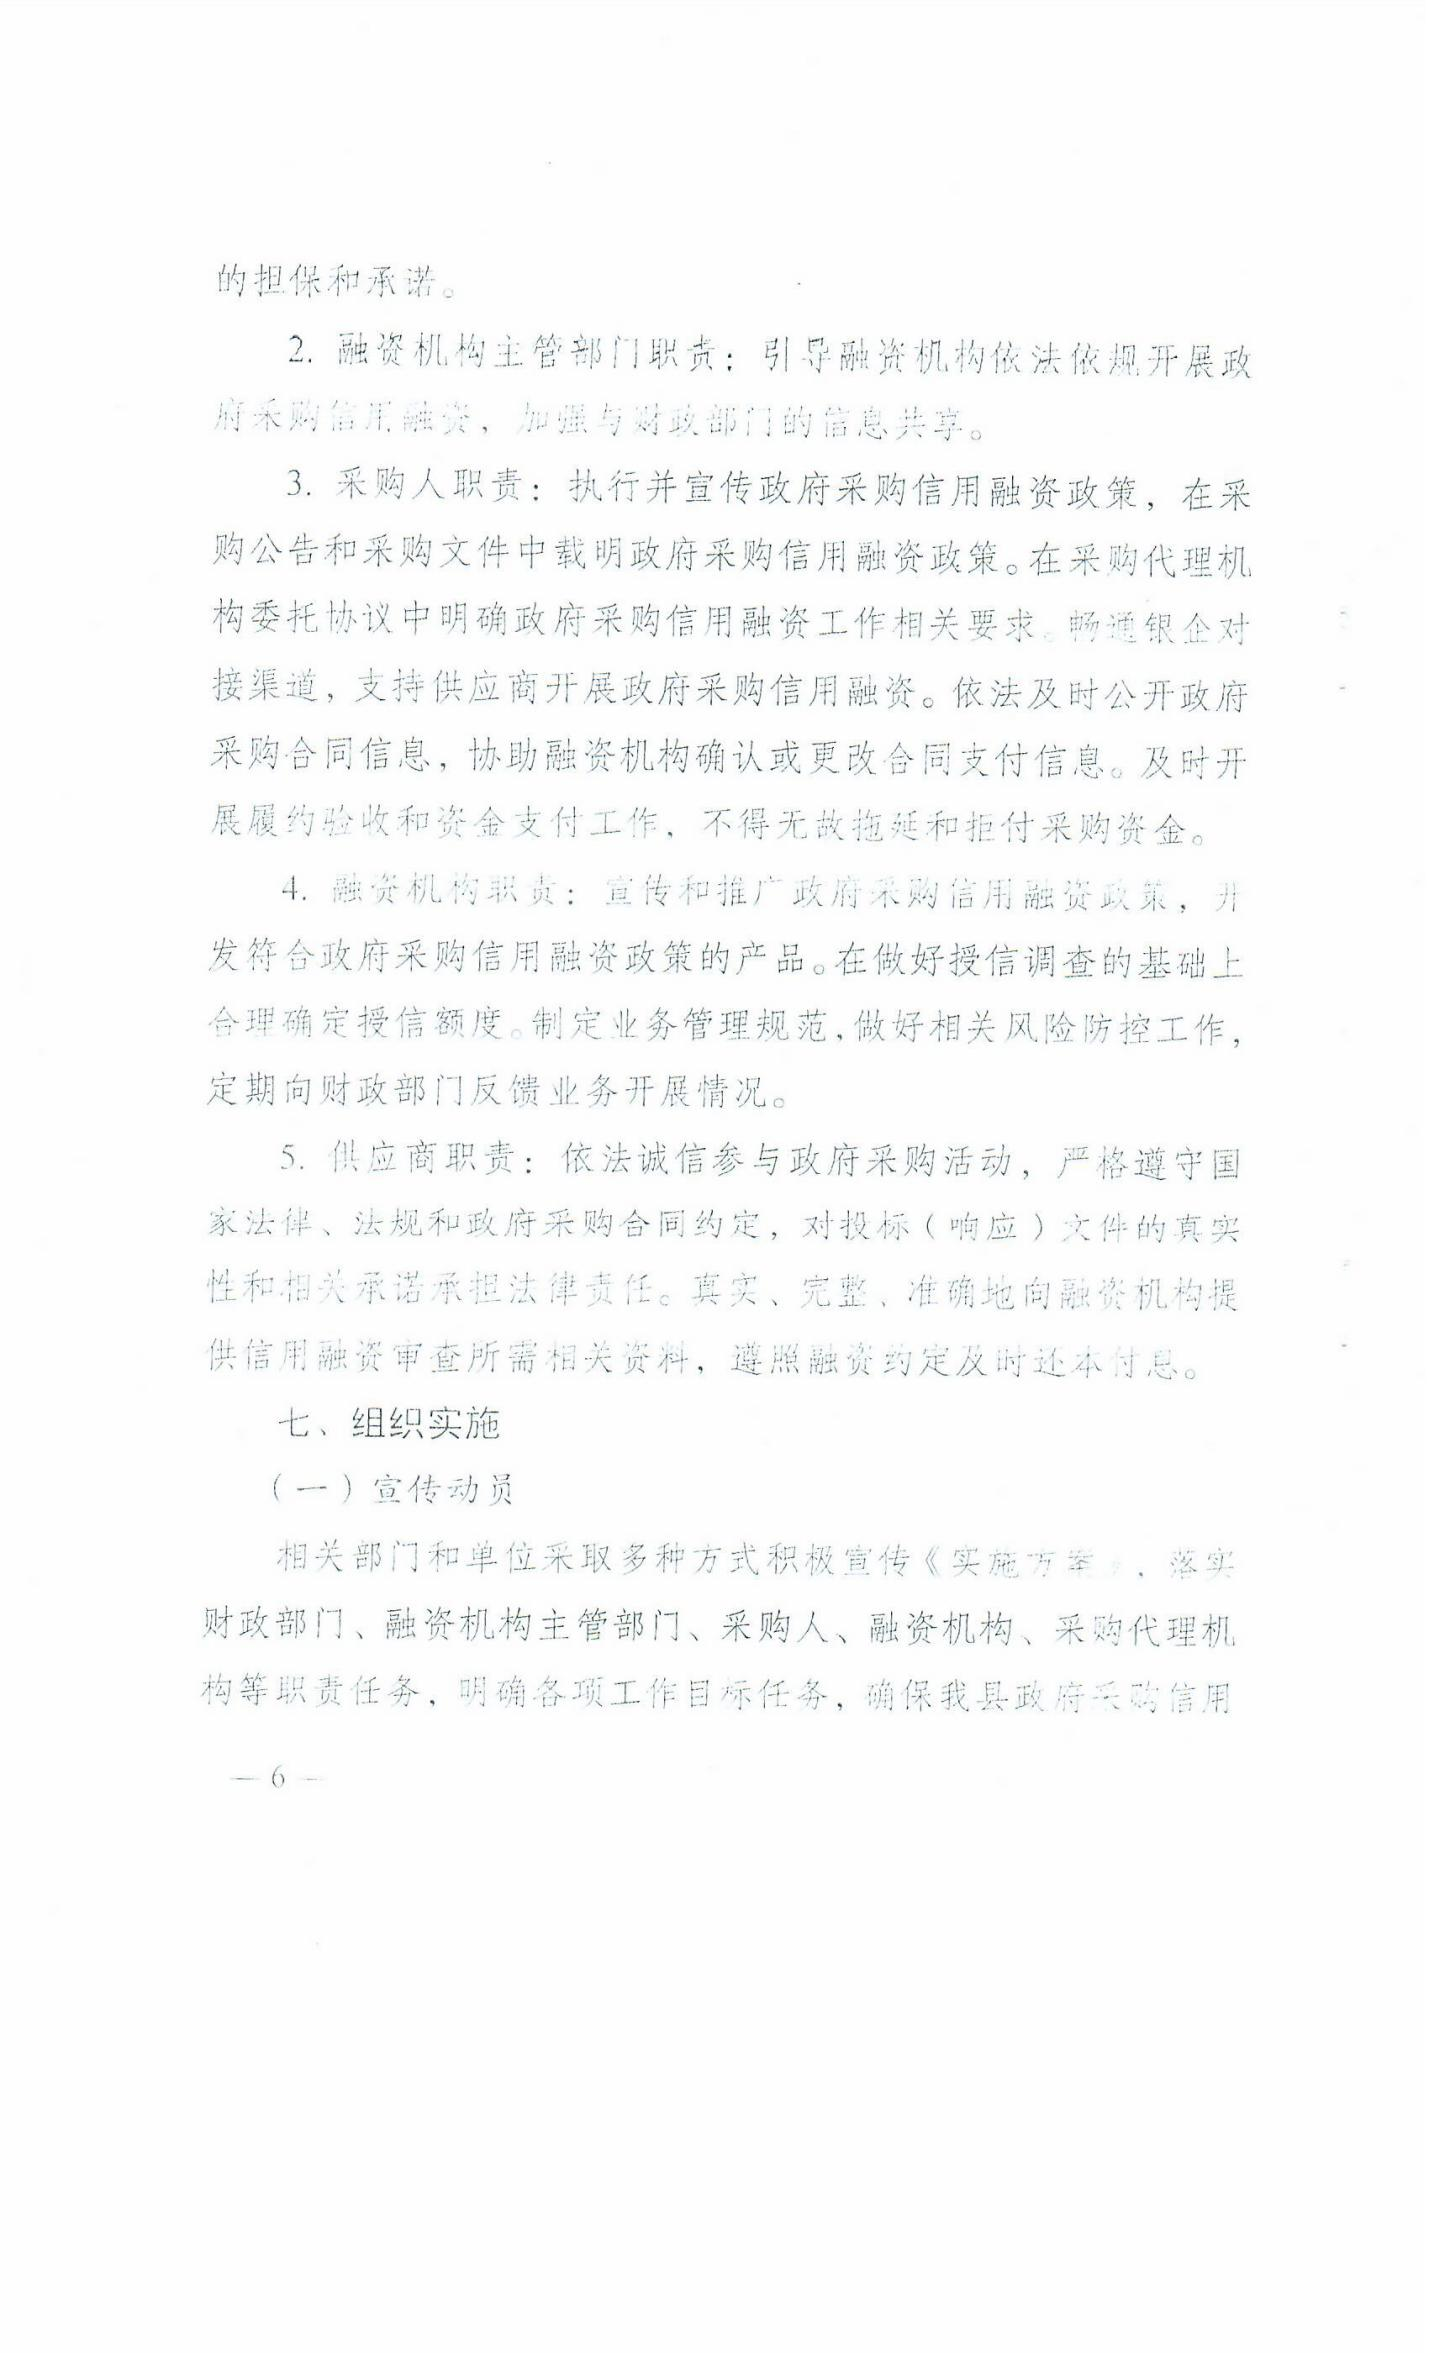 的担保和承诺。
2. 融资机构主管部门职责：引导融资机构依法依规开展政
府采购信用融资，加强与财政部门的信息共享。
3. 采购人职责：执行并宣传政府采购信用融资政策，在采
购公告和采购文件中载明政府采购信用融资政策。在采购代理机
构委托协议中明确政府采购信用融资工作相关要求。畅通银企对
接渠道，支持供应商开展政府采购信用融资。依法及时公开政府
采购合同信息，协助融资机构确认或更改合同支付信息。及时开
展履约验收和资金支付工作，不得无故拖延和拒付采购资金。
4. 融资机构职责：宣传和推广政府采购信用融资政策，开
发符合政府采购信用融资政策的产品。在做好授信调查的基础上
合理确定授信额度。制定业务管理规范，做好相关风险防控工作，
定期向财政部门反馈业务开展情况。
5. 供应商职责：依法诚信参与政府采购活动，严格遵守国
家法律、法规和政府采购合同约定，对投标（响应）文件的真实
性和相关承诺承担法律责任。真实、完整、准确地向融资机构提
供信用融资审查所需相关资料，遵照融资约定及时还本付息。
七、组织实施
（一）宣传动员
相关部门和单位采取多种方式积极宣传《实施方案》，落实
财政部门、融资机构主管部门、采购人、融资机构、采购代理机
构等职责任务，明确各项工作目标任务，确保我县政府采购信用
— 6 —